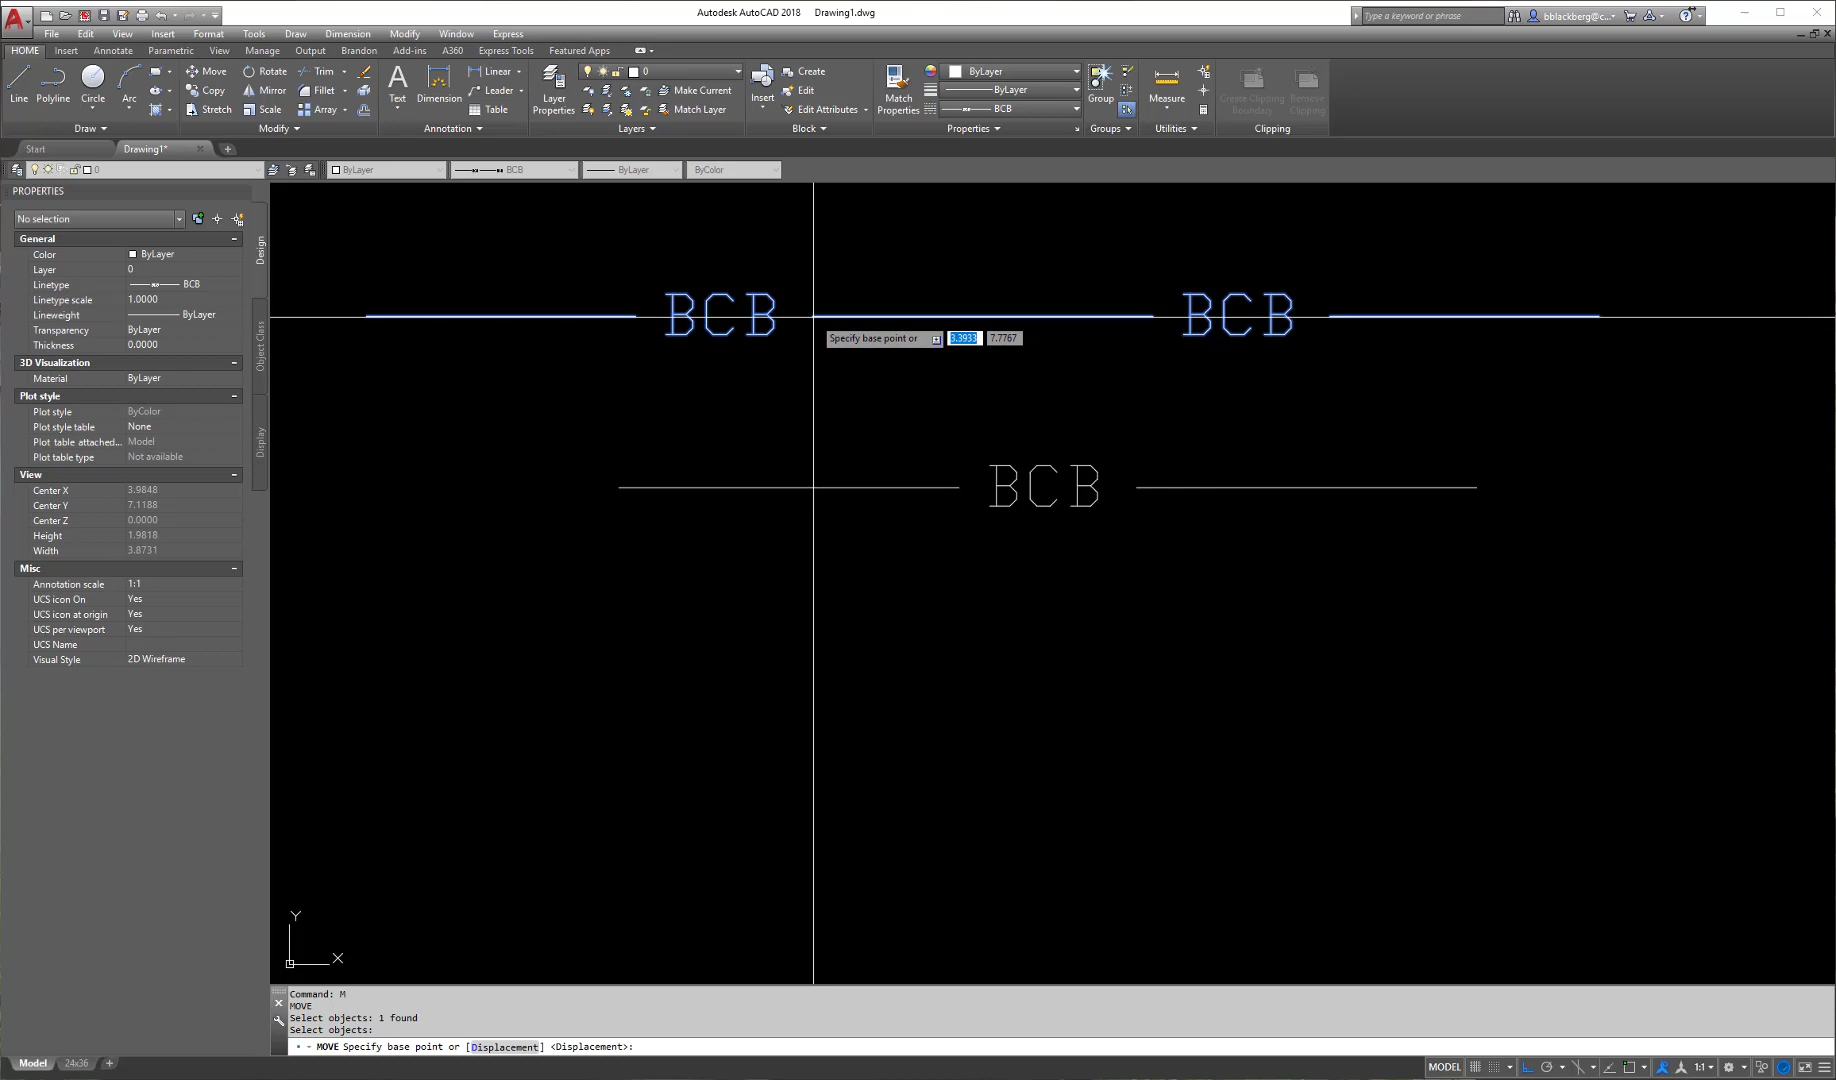 Autodesk AutoCAD 2018 Drawing1.dwg
Type a keyword or phrase
bblackberg@c...
File Edit View Insert Format Tools Draw Dimension Modify Window Express
HOME Insert Annotate Parametric View Manage Output Brandon Add-ins A360 Express Tools Featured Apps
Move Rotate Trim Linear 0 Create ByLayer
Copy Mirror Fillet Leader Make Current Edit ByLayer
Line Polyline Circle Arc Text Dimension Layer Properties Insert Match Properties Group Measure Create Clipping Boundary Remove Clipping
Stretch Scale Array Table Match Layer Edit Attributes BCB
Draw Modify Annotation Layers Block Properties Groups Utilities Clipping
Start Drawing1*
0 ByLayer BCB ByLayer ByColor
PROPERTIES
No selection
General
Color ByLayer
Layer 0
Linetype BCB
Linetype scale 1.0000
Lineweight ByLayer
Transparency ByLayer
Thickness 0.0000
3D Visualization
Material ByLayer
Plot style
Plot style ByColor
Plot style table None
Plot table attached... Model
Plot table type Not available
View
Center X 3.9848
Center Y 7.1188
Center Z 0.0000
Height 1.9818
Width 3.8731
Misc
Annotation scale 1:1
UCS icon On Yes
UCS icon at origin Yes
UCS per viewport Yes
UCS Name
Visual Style 2D Wireframe
Design
Object Class
Display
BCB BCB
Specify base point or 3.3933 7.7767
BCB
Y
X
Command: M
MOVE
Select objects: 1 found
Select objects:
MOVE Specify base point or [Displacement] <Displacement>:
Model 24x36
MODEL 1:1